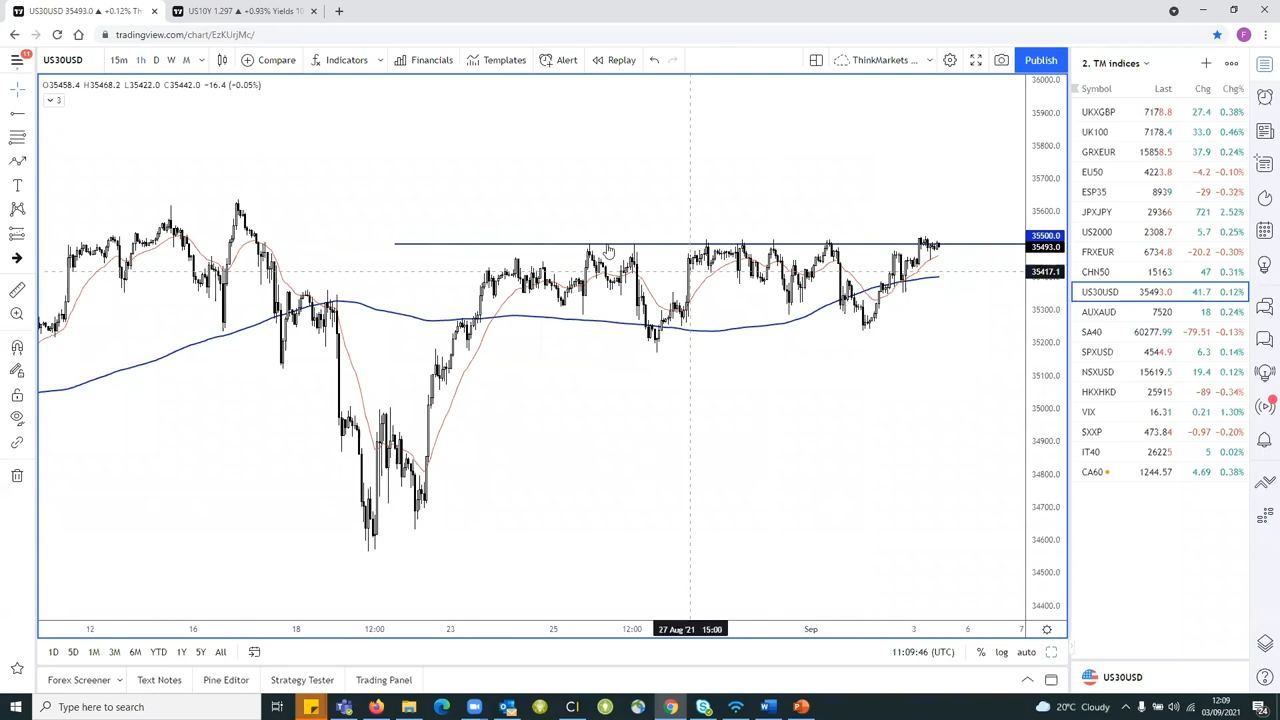 US30USD 35493.0 ▲ +0.12% Th
US10Y 1.297 ▲ +0.93% Yields 10
tradingview.com/chart/EzKUrjMc/
F
11
US30USD
15m 1h D W M
Compare
Indicators
Financials
Templates
Alert
Replay
ThinkMarkets ...
Publish
O35458.4 H35468.2 L35422.0 C35442.0 −16.4 (−0.05%)
3
36000.0
35900.0
35800.0
35700.0
35600.0
35500.0
35493.0
35417.1
35300.0
35200.0
35100.0
35000.0
34900.0
34800.0
34700.0
34600.0
34500.0
34400.0
12 16 18 12:00 23 25 12:00 27 Aug '21 15:00 Sep 3 6 7
1D 5D 1M 3M 6M YTD 1Y 5Y All
11:09:46 (UTC) % log auto
Forex Screener
Text Notes
Pine Editor
Strategy Tester
Trading Panel
2. TM indices
Symbol Last Chg Chg%
UKXGBP 7178.8 27.4 0.38%
UK100 7178.4 33.0 0.46%
GRXEUR 15858.5 37.9 0.24%
EU50 4223.8 −4.2 −0.10%
ESP35 8939 −29 −0.32%
JPXJPY 29366 721 2.52%
US2000 2308.7 5.7 0.25%
FRXEUR 6734.8 −20.2 −0.30%
CHN50 15163 47 0.31%
US30USD 35493.0 41.7 0.12%
AUXAUD 7520 18 0.24%
SA40 60277.99 −79.51 −0.13%
SPXUSD 4544.9 6.3 0.14%
NSXUSD 15619.5 19.4 0.12%
HKXHKD 25915 −89 −0.34%
VIX 16.31 0.21 1.30%
SXXP 473.84 −0.97 −0.20%
IT40 26225 5 0.02%
CA60 1244.57 4.69 0.38%
US30USD
Type here to search
20°C Cloudy
12:09
03/09/2021
24